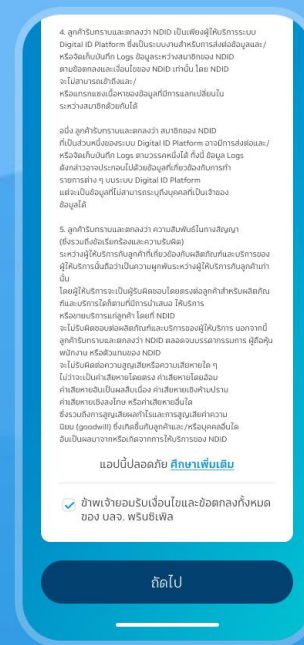 4. ลูกค้ารับทราบและตกลงว่า NDID เป็นเพียงผู้ให้บริการระบบ
Digital ID Platform ซึ่งเป็นระบบงานสำหรับการส่งต่อข้อมูลและ/
หรือจัดเก็บบันทึก Logs ข้อมูลระหว่างสมาชิกของ NDID
ตามข้อตกลงและเงื่อนไขของ NDID เท่านั้น โดย NDID
จะไม่สามารถเข้าถึงและ/
หรือแทรกแซงเนื้อหาของข้อมูลที่มีการแลกเปลี่ยนใน
ระหว่างสมาชิกด้วยกันได้
อนึ่ง ลูกค้ารับทราบและตกลงว่า สมาชิกของ NDID
ที่เป็นส่วนหนึ่งของระบบ Digital ID Platform อาจมีการส่งต่อและ/
หรือจัดเก็บบันทึก Logs ตามวรรคหนึ่งได้ ทั้งนี้ ข้อมูล Logs
ดังกล่าวอาจประกอบไปด้วยข้อมูลที่เกี่ยวข้องกับการทำ
รายการต่าง ๆ บนระบบ Digital ID Platform
แต่จะเป็นข้อมูลที่ไม่สามารถระบุถึงบุคคลที่เป็นเจ้าของ
ข้อมูลได้
5. ลูกค้ารับทราบและตกลงว่า ความสัมพันธ์ในทางสัญญา
(ซึ่งรวมถึงข้อเรียกร้องและความรับผิด)
ระหว่างผู้ให้บริการกับลูกค้าที่เกี่ยวข้องกับผลิตภัณฑ์และบริการของ
ผู้ให้บริการนั้นถือว่าเป็นความผูกพันระหว่างผู้ให้บริการกับลูกค้าเท่า
นั้น
โดยผู้ให้บริการจะเป็นผู้รับผิดชอบโดยตรงต่อลูกค้าสำหรับผลิตภัณ
ฑ์และบริการใดก็ตามที่มีการนำเสนอ ให้บริการ
หรือขายบริการแก่ลูกค้า โดยที่ NDID
จะไม่รับผิดชอบต่อผลิตภัณฑ์และบริการของผู้ให้บริการ นอกจากนี้
ลูกค้ารับทราบและตกลงว่า NDID ตลอดจนบรรดากรรมการ ผู้ถือหุ้น
พนักงาน หรือตัวแทนของ NDID
จะไม่รับผิดต่อความสูญเสียหรือความเสียหายใด ๆ
ไม่ว่าจะเป็นค่าเสียหายโดยตรง ค่าเสียหายโดยอ้อม
ค่าเสียหายอันเป็นผลสืบเนื่อง ค่าเสียหายเชิงห้ามปราม
ค่าเสียหายเชิงลงโทษ หรือค่าเสียหายอื่นใด
ซึ่งรวมถึงการสูญเสียผลกำไรและการสูญเสียค่าความ
นิยม (goodwill) ซึ่งเกิดขึ้นกับลูกค้าและ/หรือบุคคลอื่นใด
อันเป็นผลมาจากหรือเกิดจากการให้บริการของ NDID
แอปนี้ปลอดภัย ศึกษาเพิ่มเติม
ข้าพเจ้ายอมรับเงื่อนไขและข้อตกลงทั้งหมด
ของ บลจ. พรินซิเพิล
ถัดไป